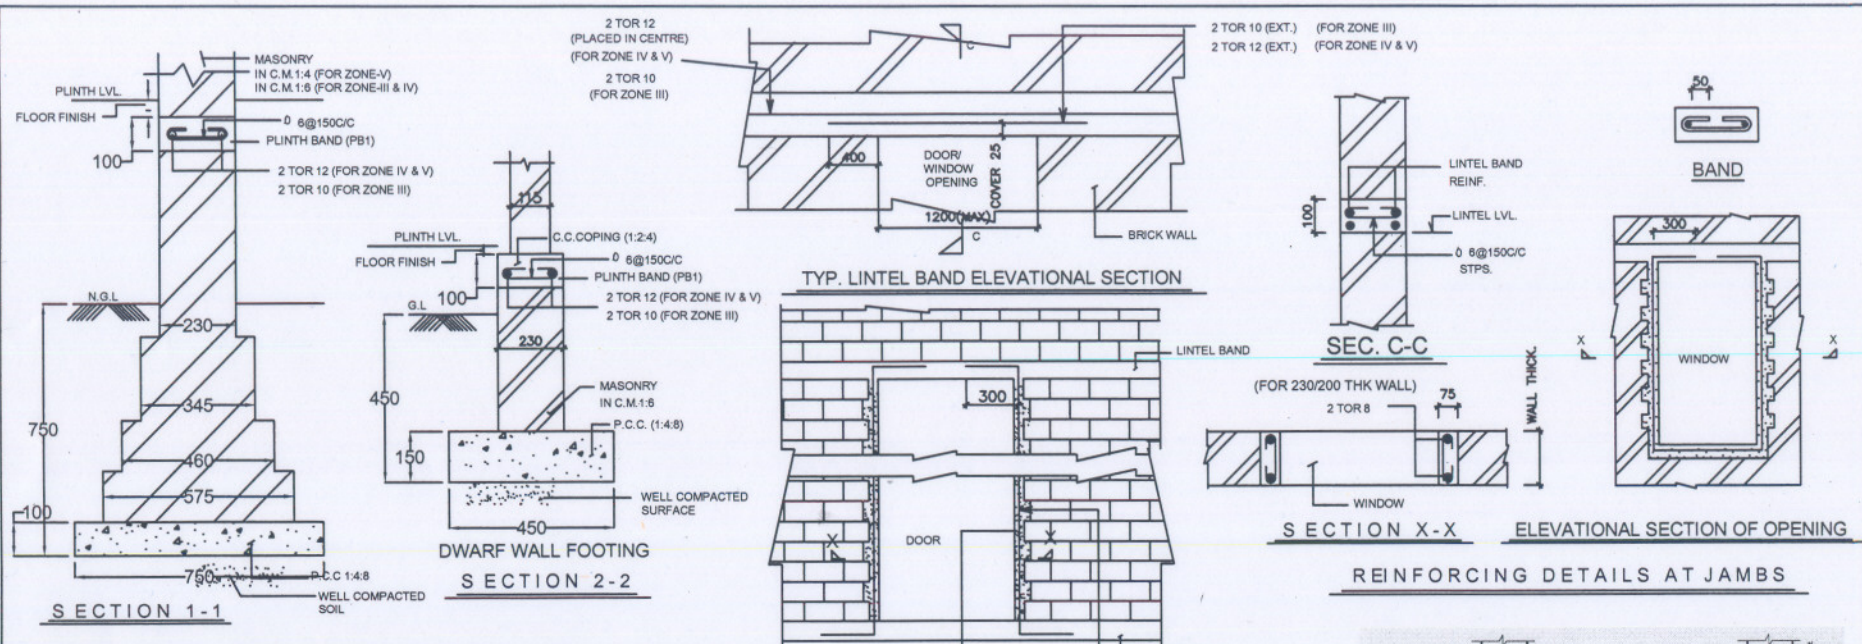 MASONRY
IN C.M.1:4 (FOR ZONE-V)
IN C.M.1:6 (FOR ZONE-III & IV)
PLINTH LVL.
FLOOR FINISH
6@150C/C
PLINTH BAND (PB1)
100
2 TOR 12 (FOR ZONE IV & V)
2 TOR 10 (FOR ZONE III)
N.G.L
230
345
460
575
750
100
750
P.C.C 1:4:8
WELL COMPACTED
SOIL
SECTION 1-1
115
PLINTH LVL.
FLOOR FINISH
C.C.COPING (1:2:4)
6@150C/C
PLINTH BAND (PB1)
100
2 TOR 12 (FOR ZONE IV & V)
2 TOR 10 (FOR ZONE III)
G.L
230
450
MASONRY
IN C.M.1:6
P.C.C. (1:4:8)
150
WELL COMPACTED
SURFACE
450
DWARF WALL FOOTING
SECTION 2-2
2 TOR 12
(PLACED IN CENTRE)
(FOR ZONE IV & V)
2 TOR 10
(FOR ZONE III)
C
2 TOR 10 (EXT.) (FOR ZONE III)
2 TOR 12 (EXT.) (FOR ZONE IV & V)
400
DOOR/
WINDOW
OPENING
COVER 25
1200(MAX)
C
BRICK WALL
TYP. LINTEL BAND ELEVATIONAL SECTION
LINTEL BAND
300
DOOR
X
X
LINTEL BAND
REINF.
100
LINTEL LVL.
6@150C/C
STPS.
SEC. C-C
50
BAND
300
WINDOW
X
X
(FOR 230/200 THK WALL)
2 TOR 8
75
WALL THICK.
WINDOW
SECTION X-X
ELEVATIONAL SECTION OF OPENING
REINFORCING DETAILS AT JAMBS